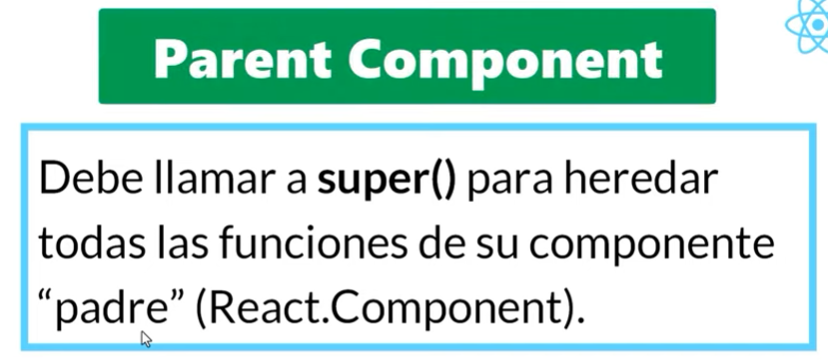 Parent Component
Debe llamar a super() para heredar
todas las funciones de su componente
“padre” (React.Component).